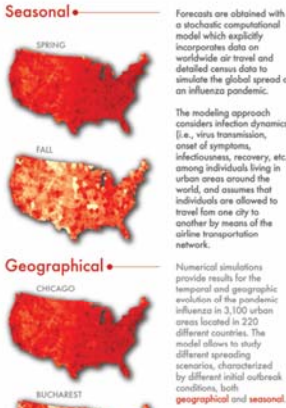 Seasonal
SPRING
FALL
Geographical
CHICAGO
BUCHAREST
Forecasts are obtained with
a stochastic computational
model which explicitly
incorporates data on
worldwide air travel and
detailed census data to
simulate the global spread o
an influenza pandemic.
The modeling approach
considers infection dynamics
(i.e., virus transmission,
onset of symptoms,
infectiousness, recovery, etc.
among individuals living in
urban areas around the
world, and assumes that
individuals are allowed to
travel fom one city to
another by means of the
airline transportation
network.
Numerical simulations
provide results for the
temporal and geographic
evolution of the pandemic
influenza in 3,100 urban
areas located in 220
different countries. The
model allows to study
different spreading
scenarios, characterized
by different initial outbreak
conditions, both
geographical and seasonal.